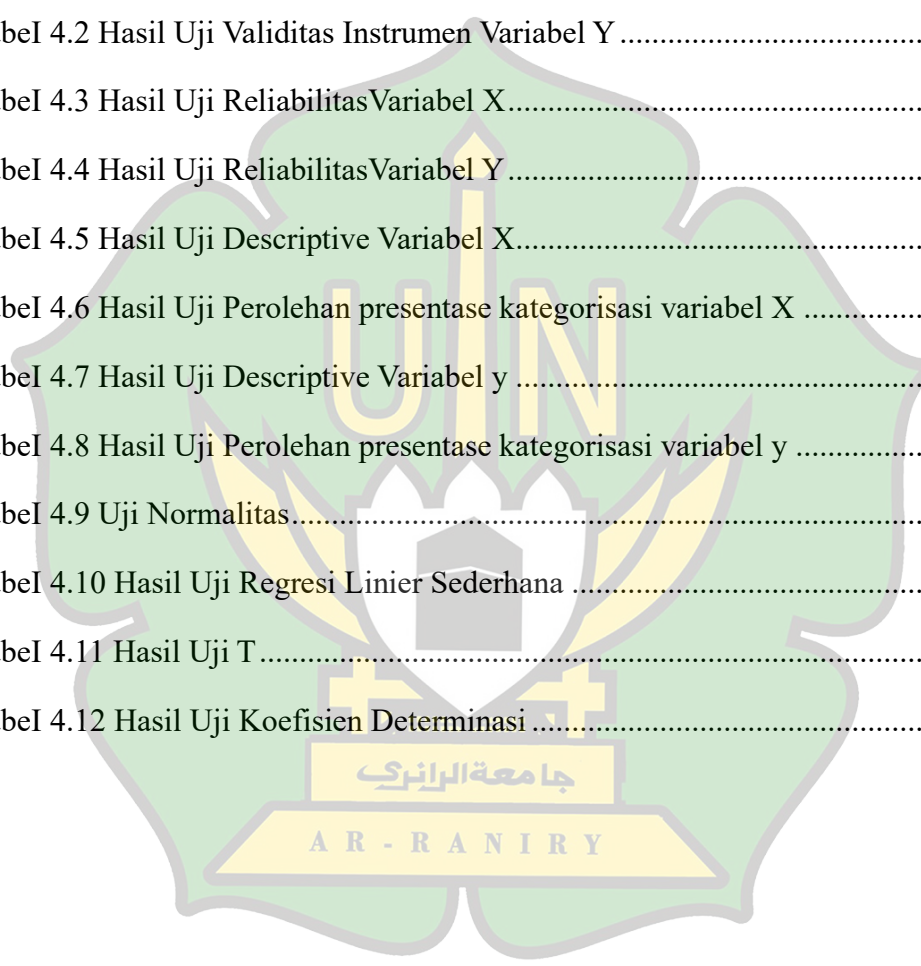 beI 4.2 Hasil Uji Validitas Instrumen Variabel Y ......................................
beI 4.3 Hasil Uji ReliabilitasVariabel X....................................................
beI 4.4 Hasil Uji ReliabilitasVariabel Y ....................................................
beI 4.5 Hasil Uji Descriptive Variabel X...................................................
beI 4.6 Hasil Uji Perolehan presentase kategorisasi variabel X ...............
beI 4.7 Hasil Uji Descriptive Variabel y ...................................................
beI 4.8 Hasil Uji Perolehan presentase kategorisasi variabel y ................
beI 4.9 Uji Normalitas...............................................................................
beI 4.10 Hasil Uji Regresi Linier Sederhana ............................................
beI 4.11 Hasil Uji T...................................................................................
beI 4.12 Hasil Uji Koefisien Determinasi .................................................
UIN
جامعةالرانري
AR-RANIRY